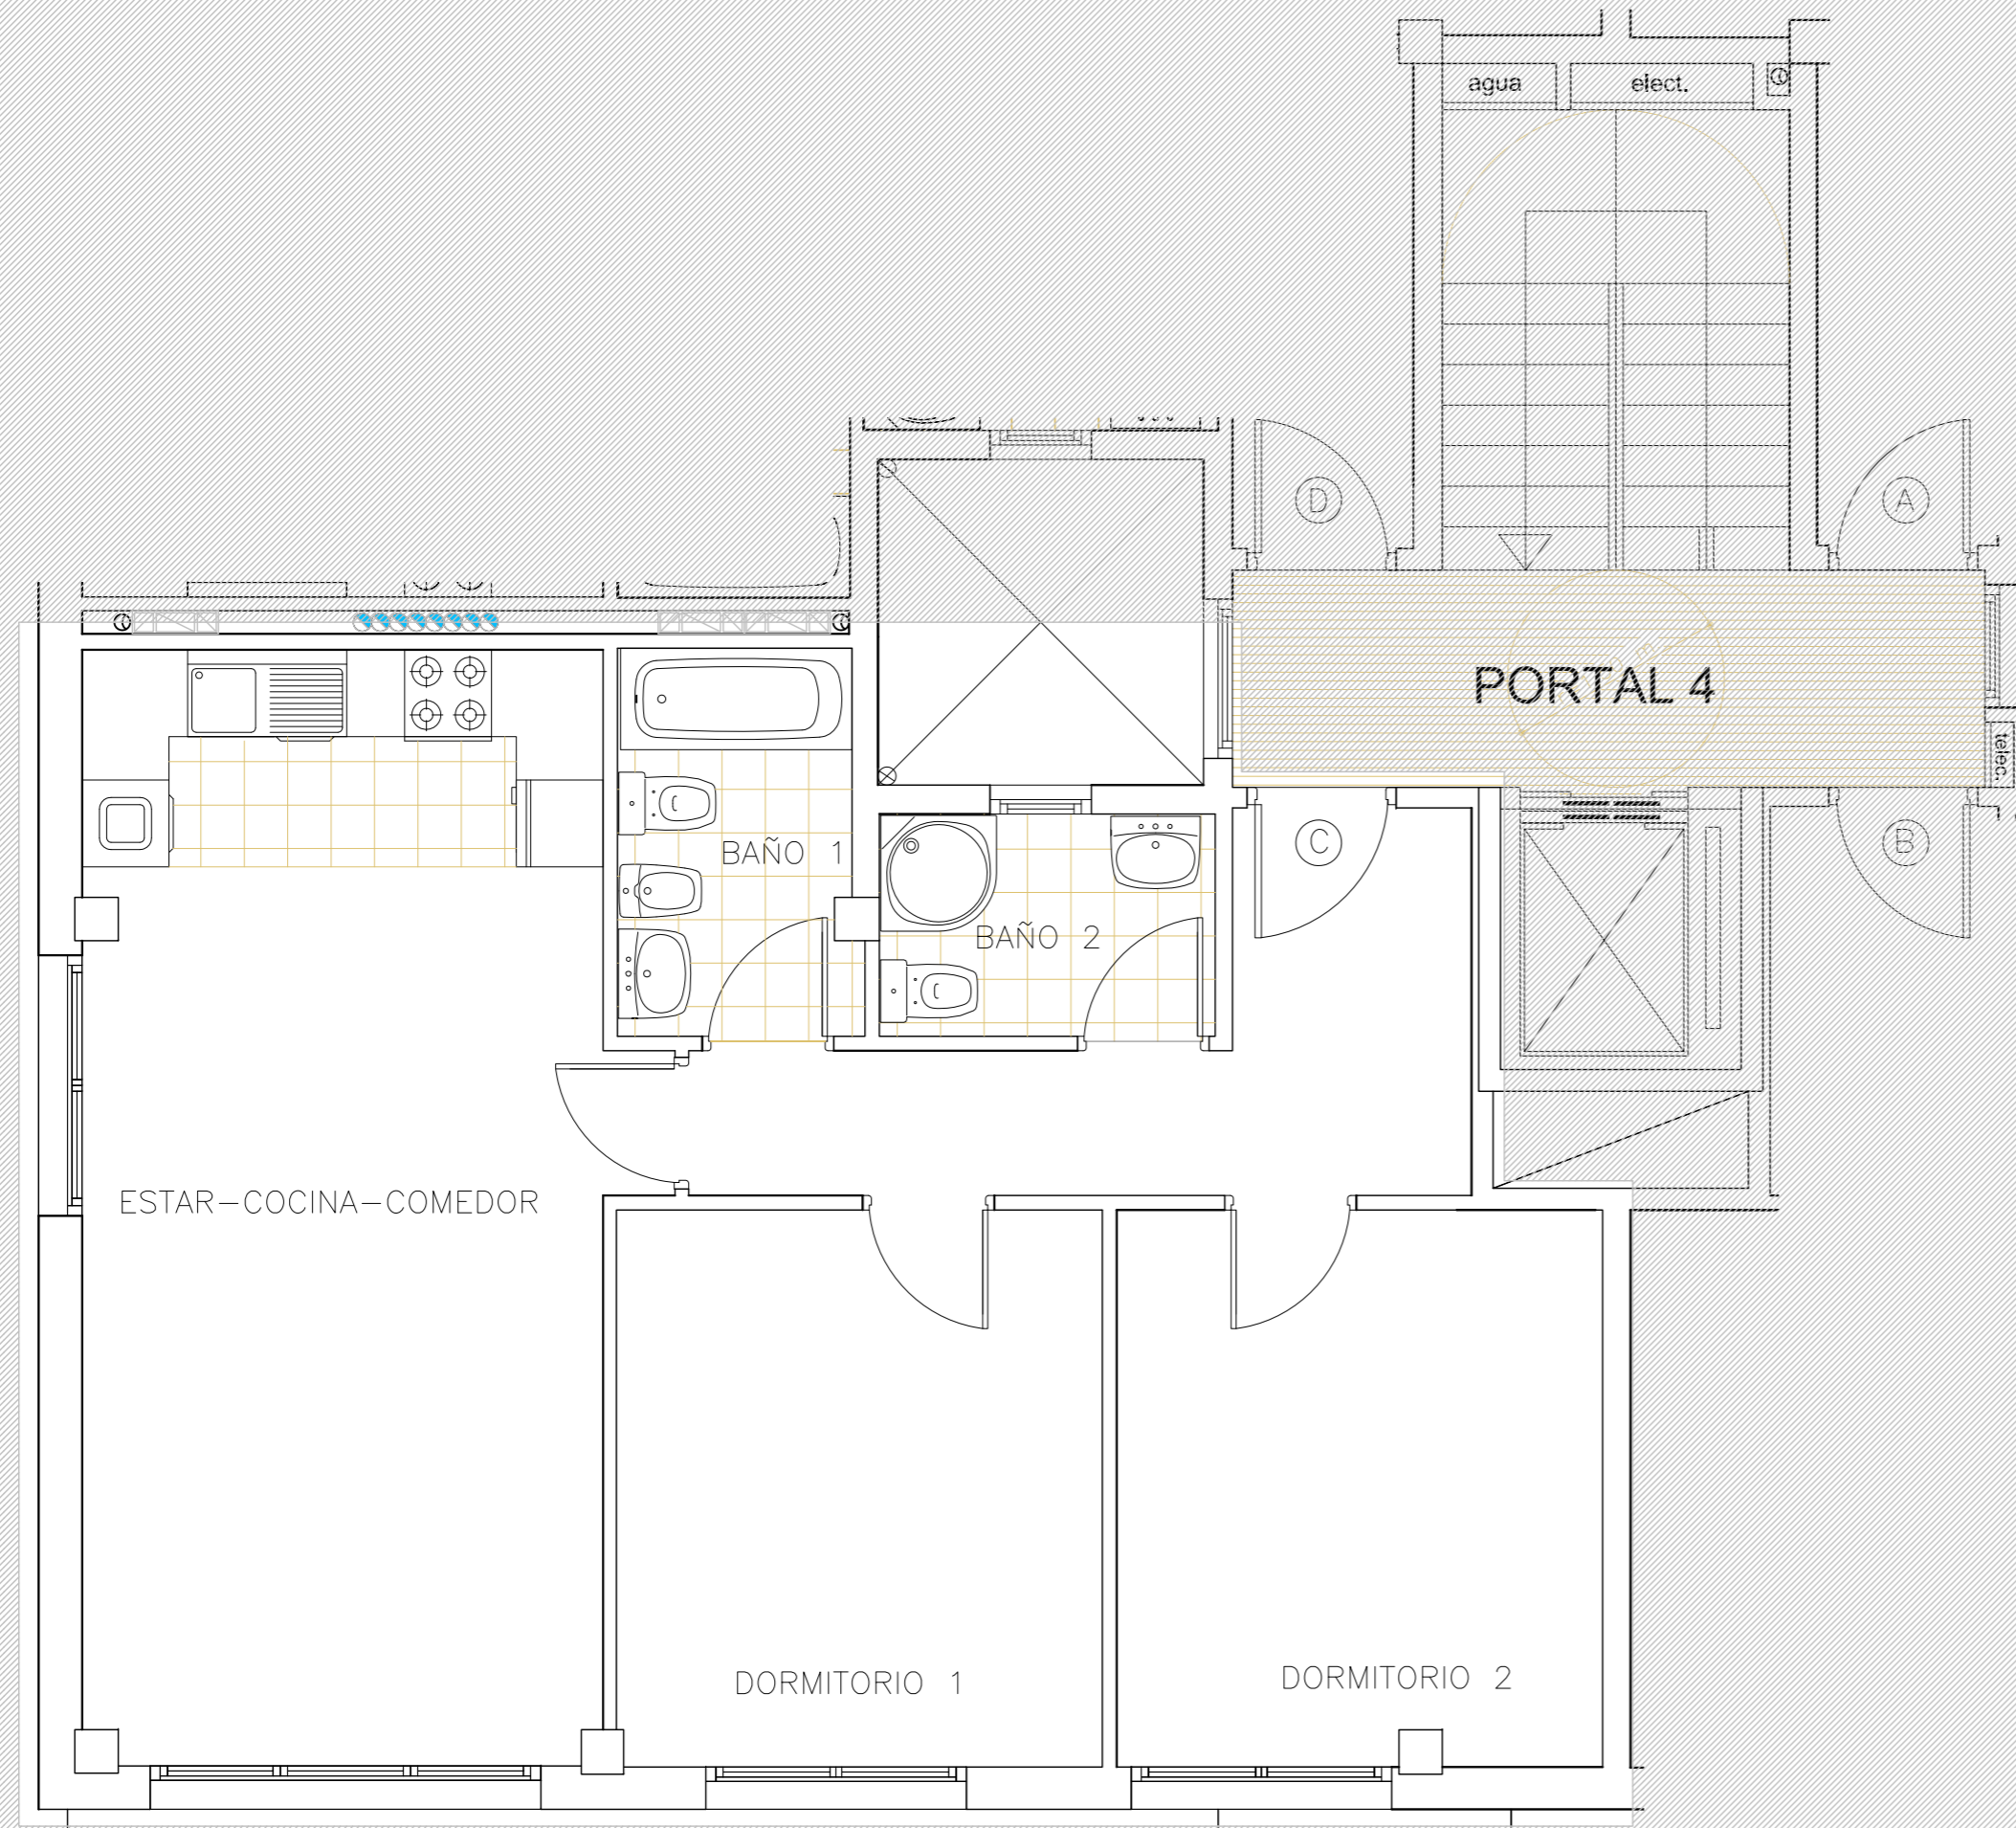 agua elect.
D A
PORTAL 4
telec.
C B
BAÑO 1
BAÑO 2
ESTAR-COCINA-COMEDOR
DORMITORIO 1 DORMITORIO 2